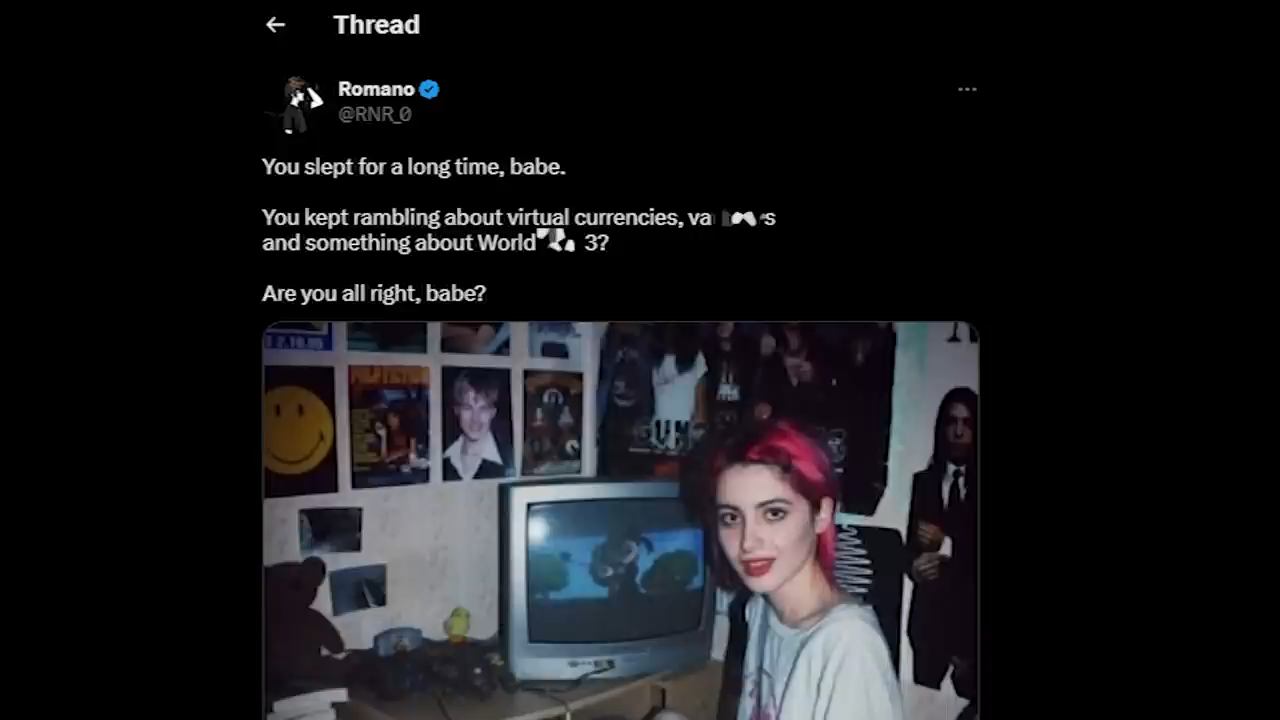 Thread
Romano
@RNR_0
You slept for a long time, babe.
You kept rambling about virtual currencies,
and something about World 3?
Are you all right, babe?